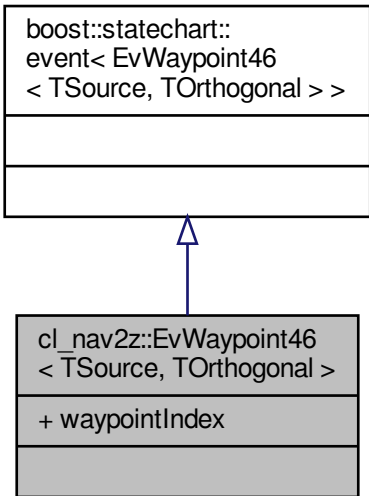 boost::statechart::
event< EvWaypoint46
< TSource, TOrthogonal > >
cl_nav2z::EvWaypoint46
< TSource, TOrthogonal >
+ waypointIndex